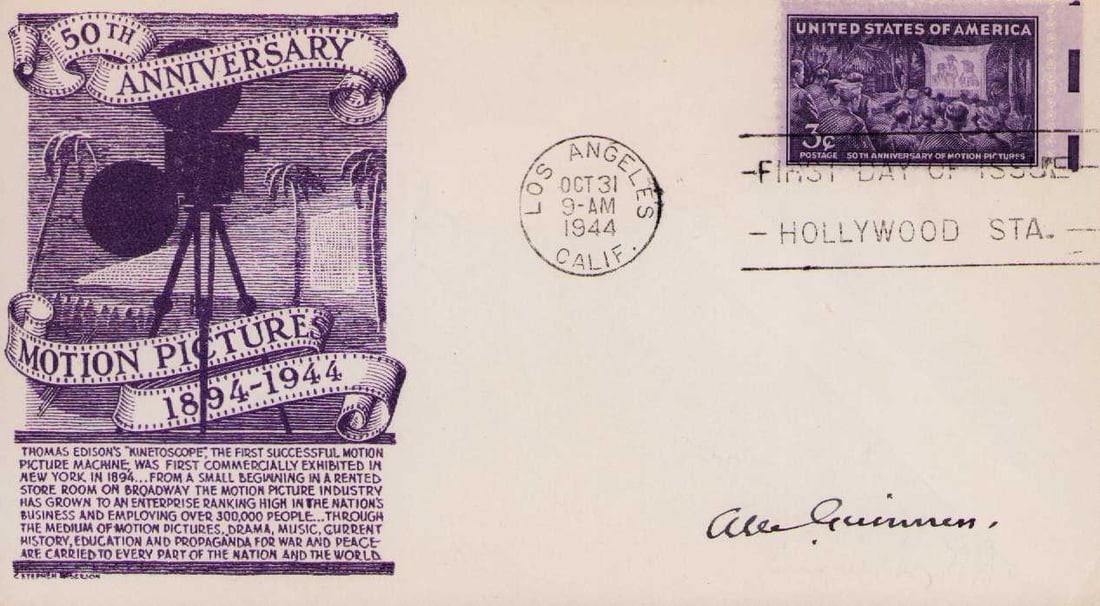 50TH
ANNIVERSARY
MOTION PICTURES
1894-1944
THOMAS EDISON'S "KINETOSCOPE", THE FIRST SUCCESSFUL MOTION
PICTURE MACHINE, WAS FIRST COMMERCIALLY EXHIBITED IN
NEW YORK IN 1894...FROM A SMALL BEGINNING IN A RENTED
STORE ROOM ON BROADWAY THE MOTION PICTURE INDUSTRY
HAS GROWN TO AN ENTERPRISE RANKING HIGH IN THE NATION'S
BUSINESS AND EMPLOYING OVER 300,000 PEOPLE...THROUGH
THE MEDIUM OF MOTION PICTURES, DRAMA, MUSIC, CURRENT
HISTORY, EDUCATION AND PROPAGANDA FOR WAR AND PEACE
ARE CARRIED TO EVERY PART OF THE NATION AND THE WORLD.
C. STEPHEN ANDERSON
LOS ANGELES
OCT 31
9-AM
1944
CALIF.
UNITED STATES OF AMERICA
3¢
POSTAGE 50TH ANNIVERSARY OF MOTION PICTURES
FIRST DAY OF ISSUE
HOLLYWOOD STA.
Alec Guinness.